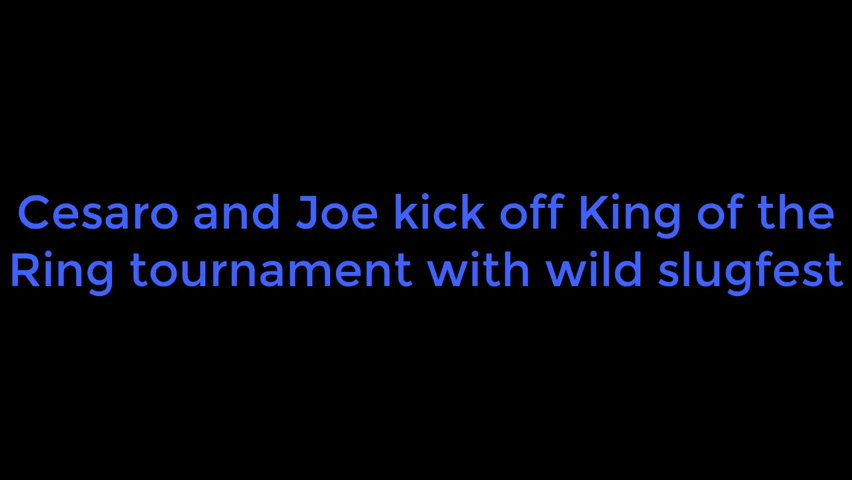 Cesaro and Joe kick off King of the
Ring tournament with wild slugfest